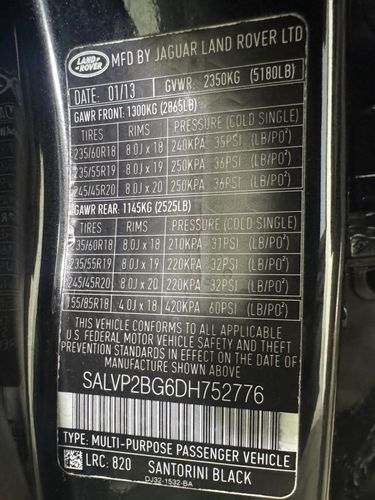 LAND ROVER
MFD BY JAGUAR LAND ROVER LTD
DATE: 01/13 GVWR: 2350KG (5180LB)
GAWR FRONT: 1300KG (2865LB)
TIRES RIMS PRESSURE (COLD SINGLE)
235/60R18 8.0J x 18 240KPA 35PSI (LB/PO²)
235/55R19 8.0J x 19 250KPA 36PSI (LB/PO²)
245/45R20 8.0J x 20 250KPA 36PSI (LB/PO²)
GAWR REAR: 1145KG (2525LB)
TIRES RIMS PRESSURE (COLD SINGLE)
235/60R18 8.0J x 18 210KPA 31PSI (LB/PO²)
235/55R19 8.0J x 19 220KPA 32PSI (LB/PO²)
245/45R20 8.0J x 20 220KPA 32PSI (LB/PO²)
155/85R18 4.0J x 18 420KPA 60PSI (LB/PO²)
THIS VEHICLE CONFORMS TO ALL APPLICABLE
U.S. FEDERAL MOTOR VEHICLE SAFETY AND THEFT
PREVENTION STANDARDS IN EFFECT ON THE DATE OF
MANUFACTURE SHOWN ABOVE
SALVP2BG6DH752776
TYPE: MULTI-PURPOSE PASSENGER VEHICLE
LRC: 820 SANTORINI BLACK
DJ32-1532-BA